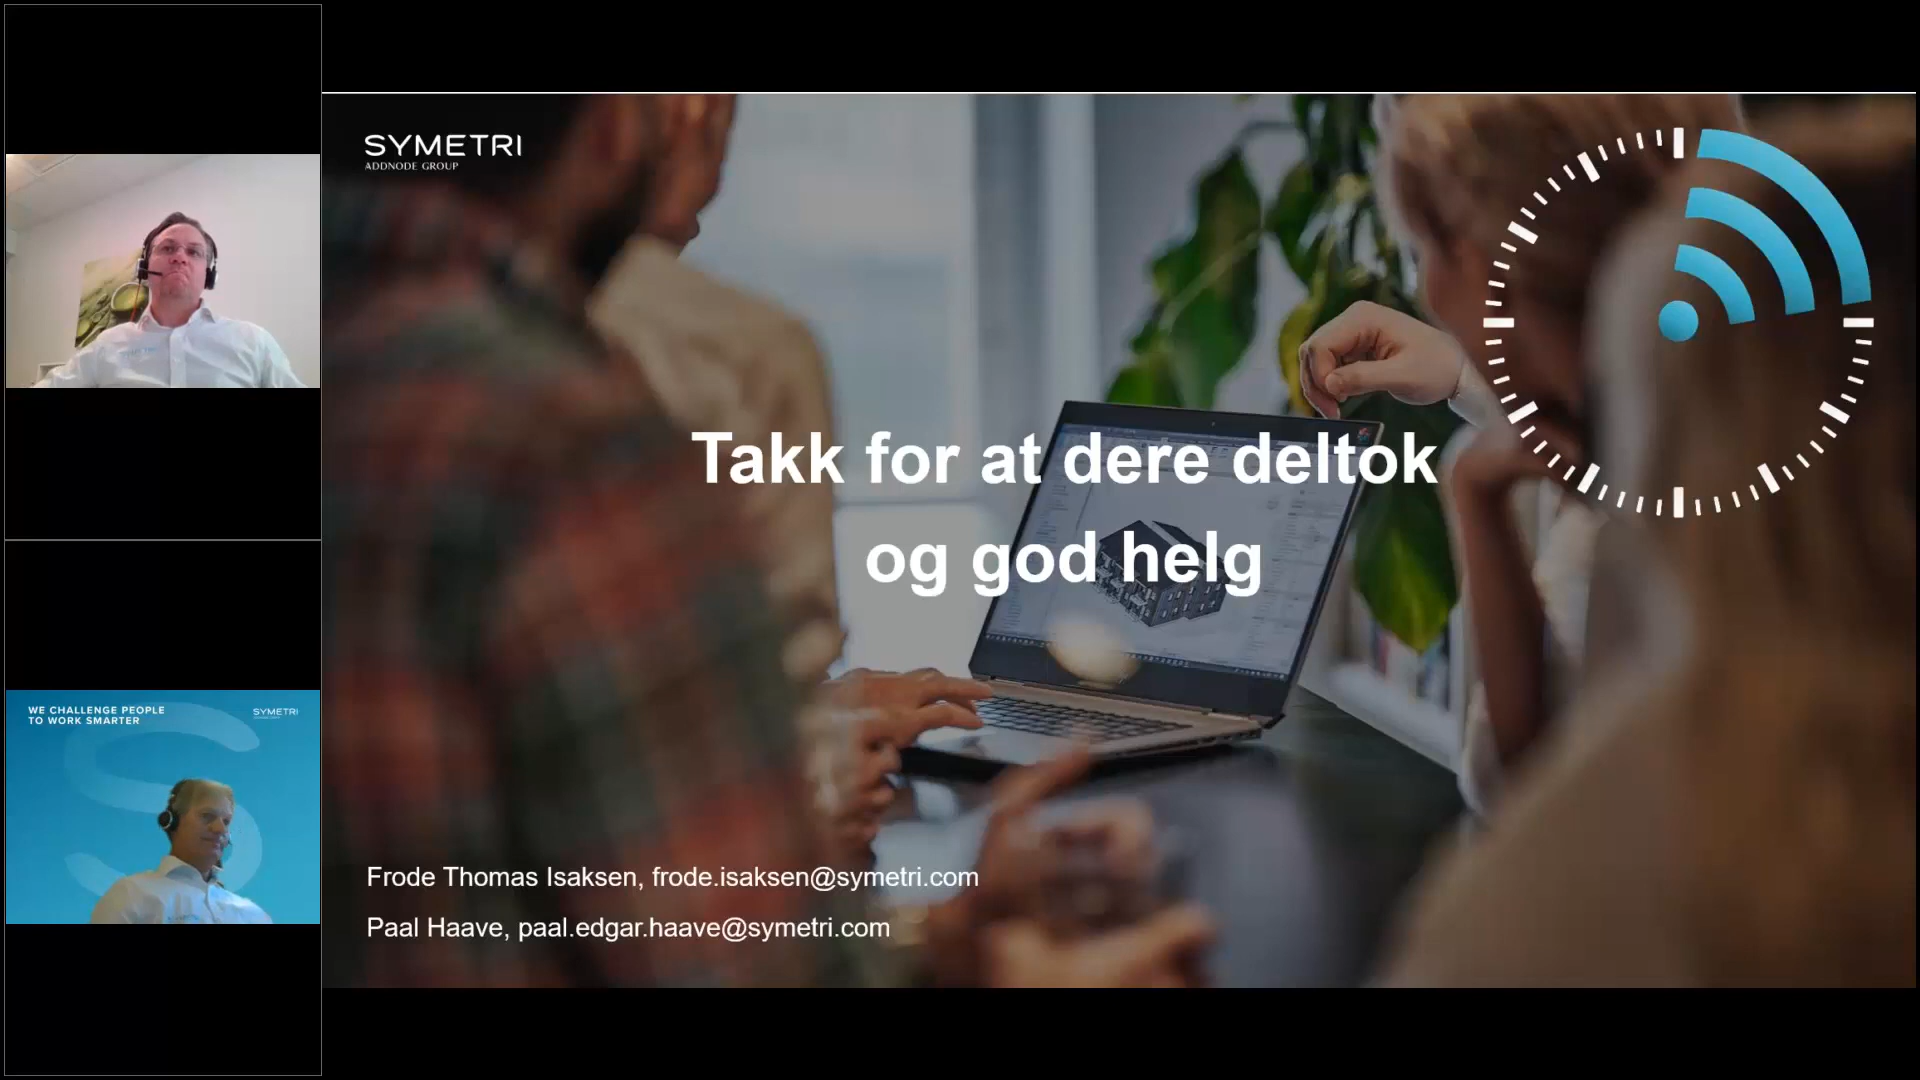 SYMETRI
ADDNODE GROUP
Takk for at dere deltok
og god helg
Frode Thomas Isaksen, frode.isaksen@symetri.com
Paal Haave, paal.edgar.haave@symetri.com
WE CHALLENGE PEOPLE
TO WORK SMARTER
SYMETRI